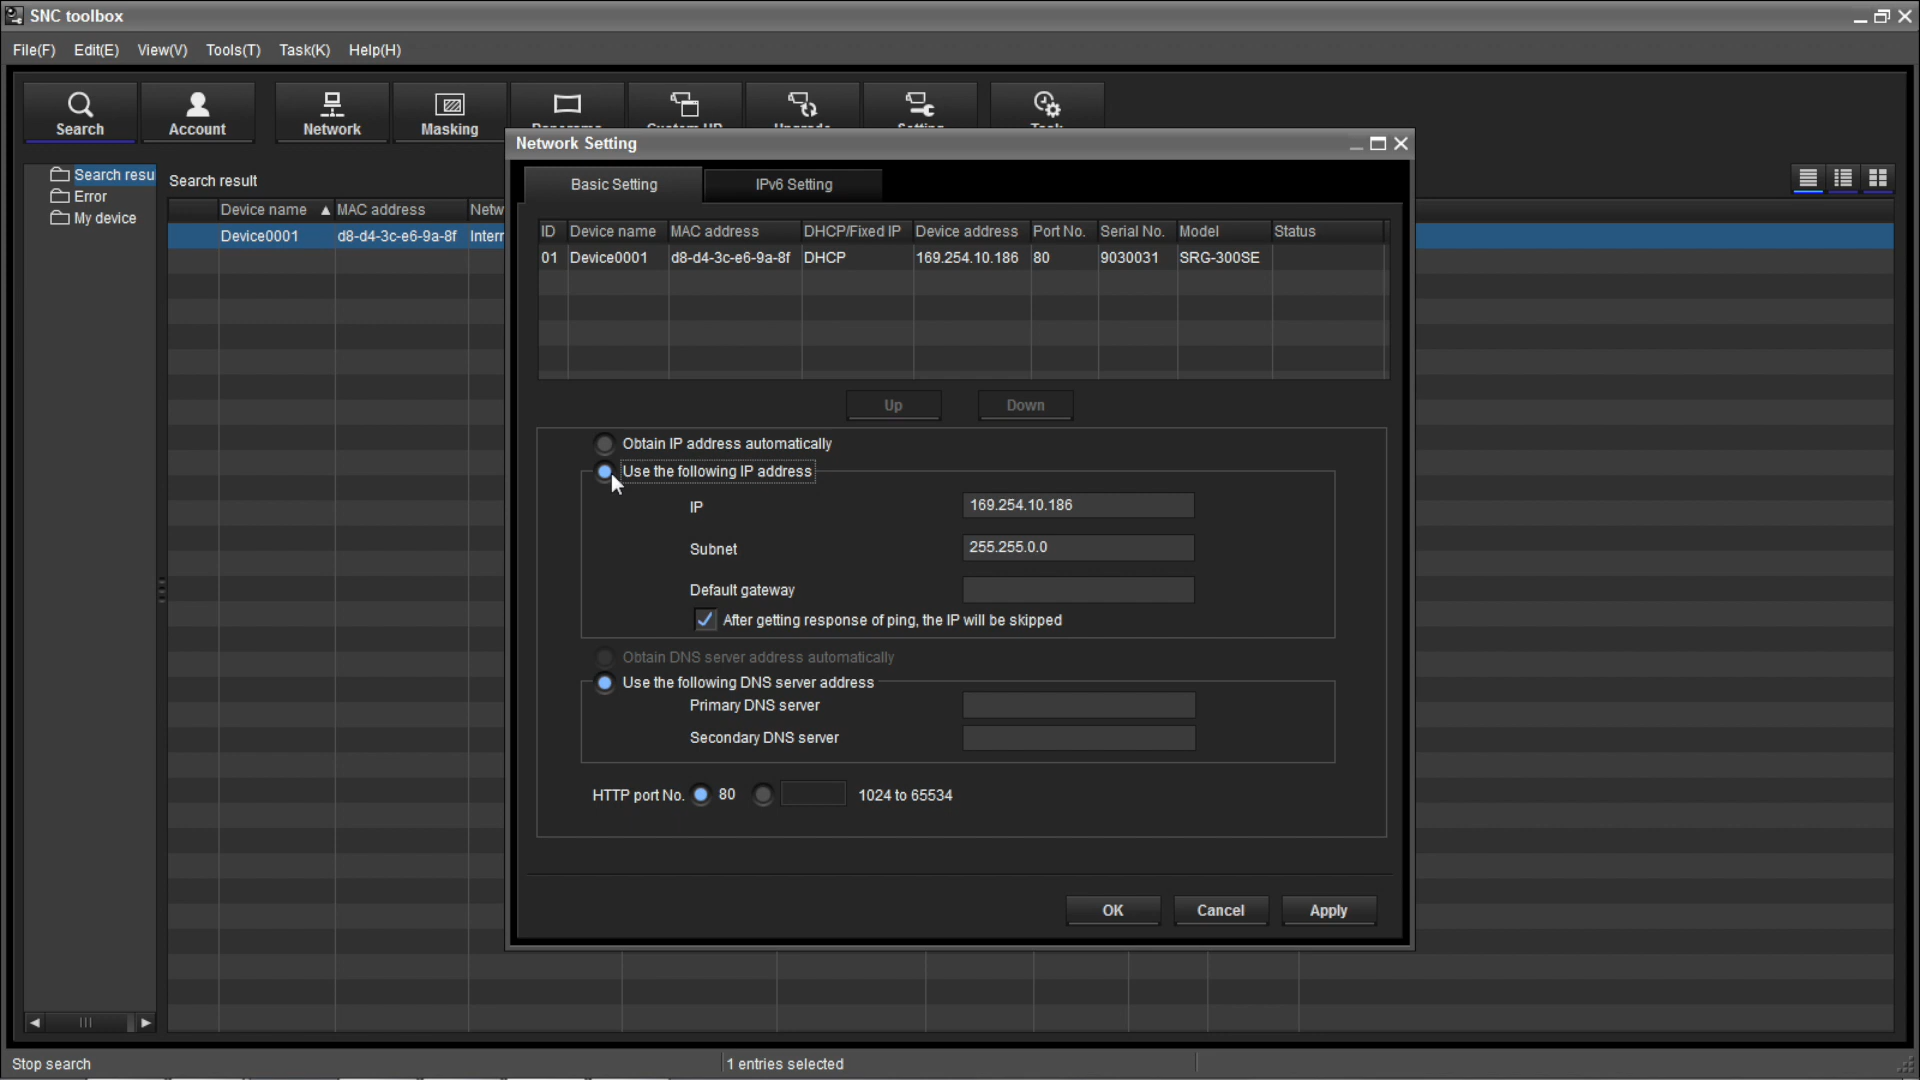 SNC toolbox
File(F) Edit(E) View(V) Tools(T) Task(K) Help(H)
Search Account Network Masking
Network Setting
Search resu
Error
My device
Search result
Device name ▲ MAC address Netw
Device0001 d8-d4-3c-e6-9a-8f Intern
Basic Setting IPv6 Setting
ID Device name MAC address DHCP/Fixed IP Device address Port No. Serial No. Model Status
01 Device0001 d8-d4-3c-e6-9a-8f DHCP 169.254.10.186 80 9030031 SRG-300SE
Up Down
Obtain IP address automatically
Use the following IP address
IP 169.254.10.186
Subnet 255.255.0.0
Default gateway
After getting response of ping, the IP will be skipped
Obtain DNS server address automatically
Use the following DNS server address
Primary DNS server
Secondary DNS server
HTTP port No. 80 1024 to 65534
OK Cancel Apply
Stop search 1 entries selected